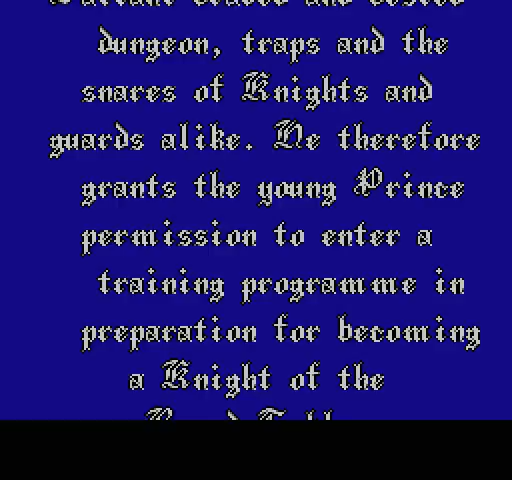 dungeon, traps and the
snares of Knights and
guards alike. He therefore
grants the young Prince
permission to enter a
training programme in
preparation for becoming
a Knight of the